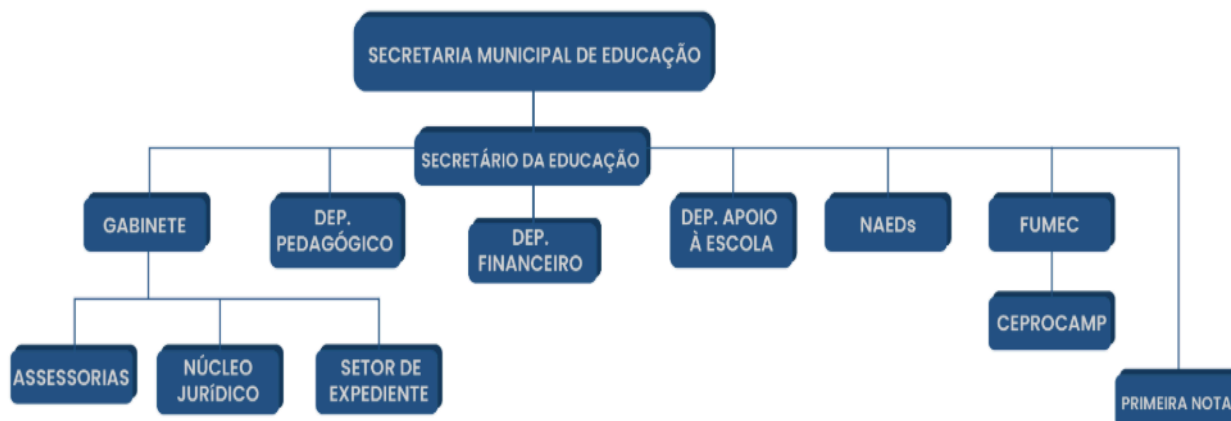 SECRETARIA MUNICIPAL DE EDUCAÇÃO
SECRETÁRIO DA EDUCAÇÃO
GABINETE
DEP.
PEDAGÓGICO
DEP.
FINANCEIRO
DEP. APOIO
À ESCOLA
NAEDs
FUMEC
CEPROCAMP
ASSESSORIAS
NÚCLEO
JURÍDICO
SETOR DE
EXPEDIENTE
PRIMEIRA NOTA